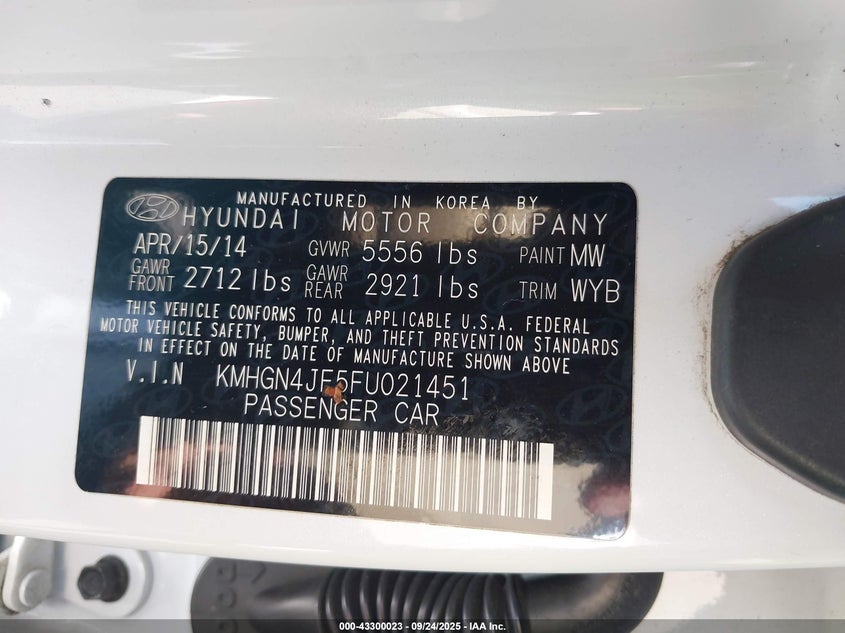 MANUFACTURED IN KOREA BY
HYUNDAI MOTOR COMPANY
APR/15/14 GVWR 5556 lbs PAINT MW
GAWR FRONT 2712 lbs GAWR REAR 2921 lbs TRIM WYB
THIS VEHICLE CONFORMS TO ALL APPLICABLE U.S.A. FEDERAL
MOTOR VEHICLE SAFETY, BUMPER, AND THEFT PREVENTION STANDARDS
IN EFFECT ON THE DATE OF MANUFACTURE SHOWN ABOVE
V.I.N KMHGN4JE5FU021451
PASSENGER CAR
000-43300023 - 09/24/2025 - IAA Inc.